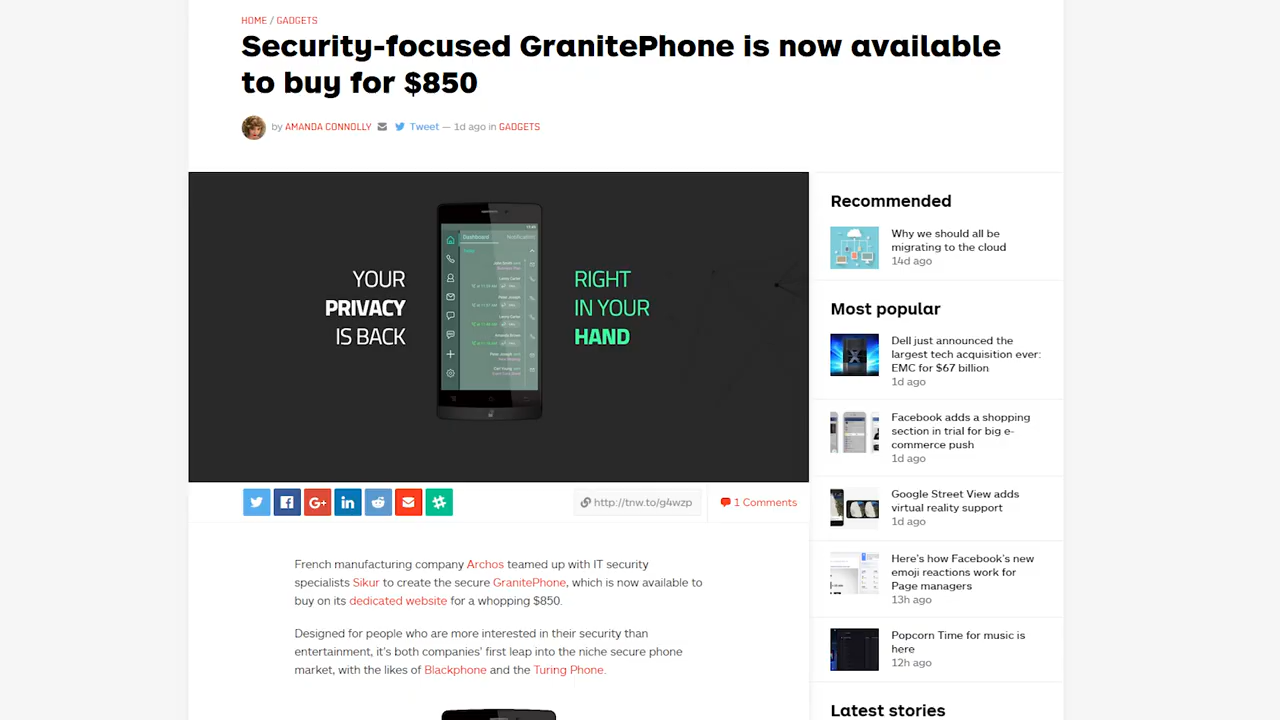 HOME / GADGETS
Security-focused GranitePhone is now available
to buy for $850
by AMANDA CONNOLLY Tweet — 1d ago in GADGETS
YOUR
PRIVACY
IS BACK
Dashboard
Notification
RIGHT
IN YOUR
HAND
http://tnw.to/g4wzp
1 Comments
French manufacturing company Archos teamed up with IT security
specialists Sikur to create the secure GranitePhone, which is now available to
buy on its dedicated website for a whopping $850.
Designed for people who are more interested in their security than
entertainment, it's both companies' first leap into the niche secure phone
market, with the likes of Blackphone and the Turing Phone.
Recommended
Why we should all be
migrating to the cloud
14d ago
Most popular
Dell just announced the
largest tech acquisition ever:
EMC for $67 billion
1d ago
Facebook adds a shopping
section in trial for big e-
commerce push
1d ago
Google Street View adds
virtual reality support
1d ago
Here's how Facebook's new
emoji reactions work for
Page managers
13h ago
Popcorn Time for music is
here
12h ago
Latest stories